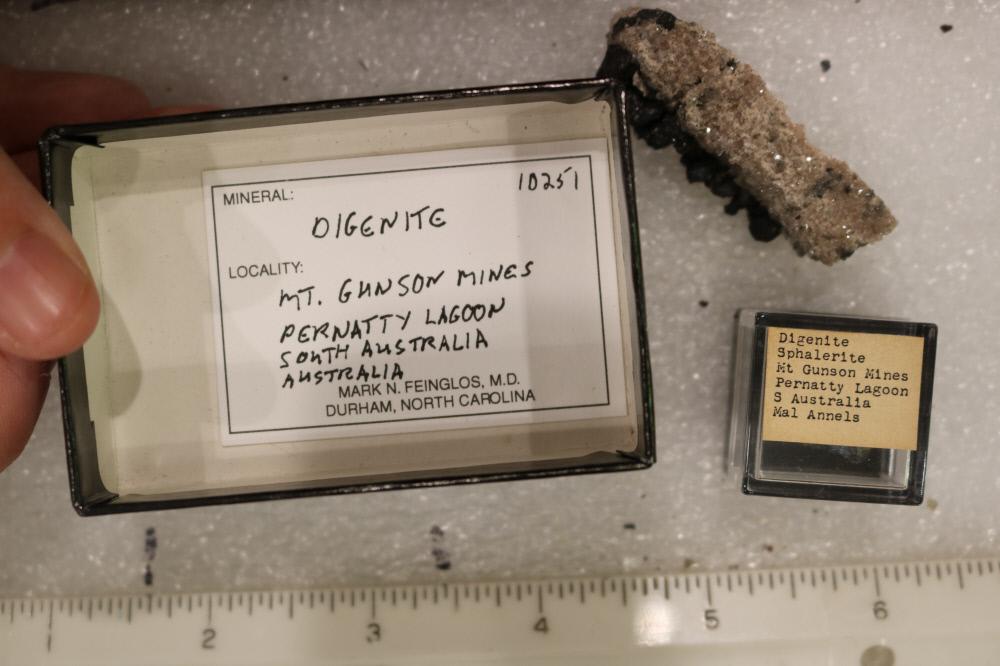 MINERAL: 10251
DIGENITE
LOCALITY:
MT. GUNSON MINES
PERNATTY LAGOON
SOUTH AUSTRALIA
AUSTRALIA
MARK N. FEINGLOS, M.D.
DURHAM, NORTH CAROLINA
Digenite
Sphalerite
Mt Gunson Mines
Pernatty Lagoon
S Australia
Mal Annels
2 3 4 5 6